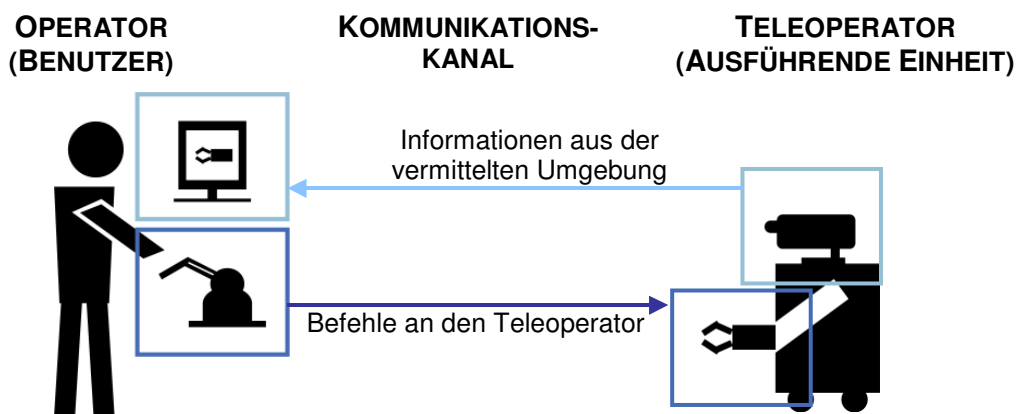 OPERATOR
(BENUTZER)
KOMMUNIKATIONS-
KANAL
TELEOPERATOR
(AUSFÜHRENDE EINHEIT)
Informationen aus der
vermittelten Umgebung
Befehle an den Teleoperator